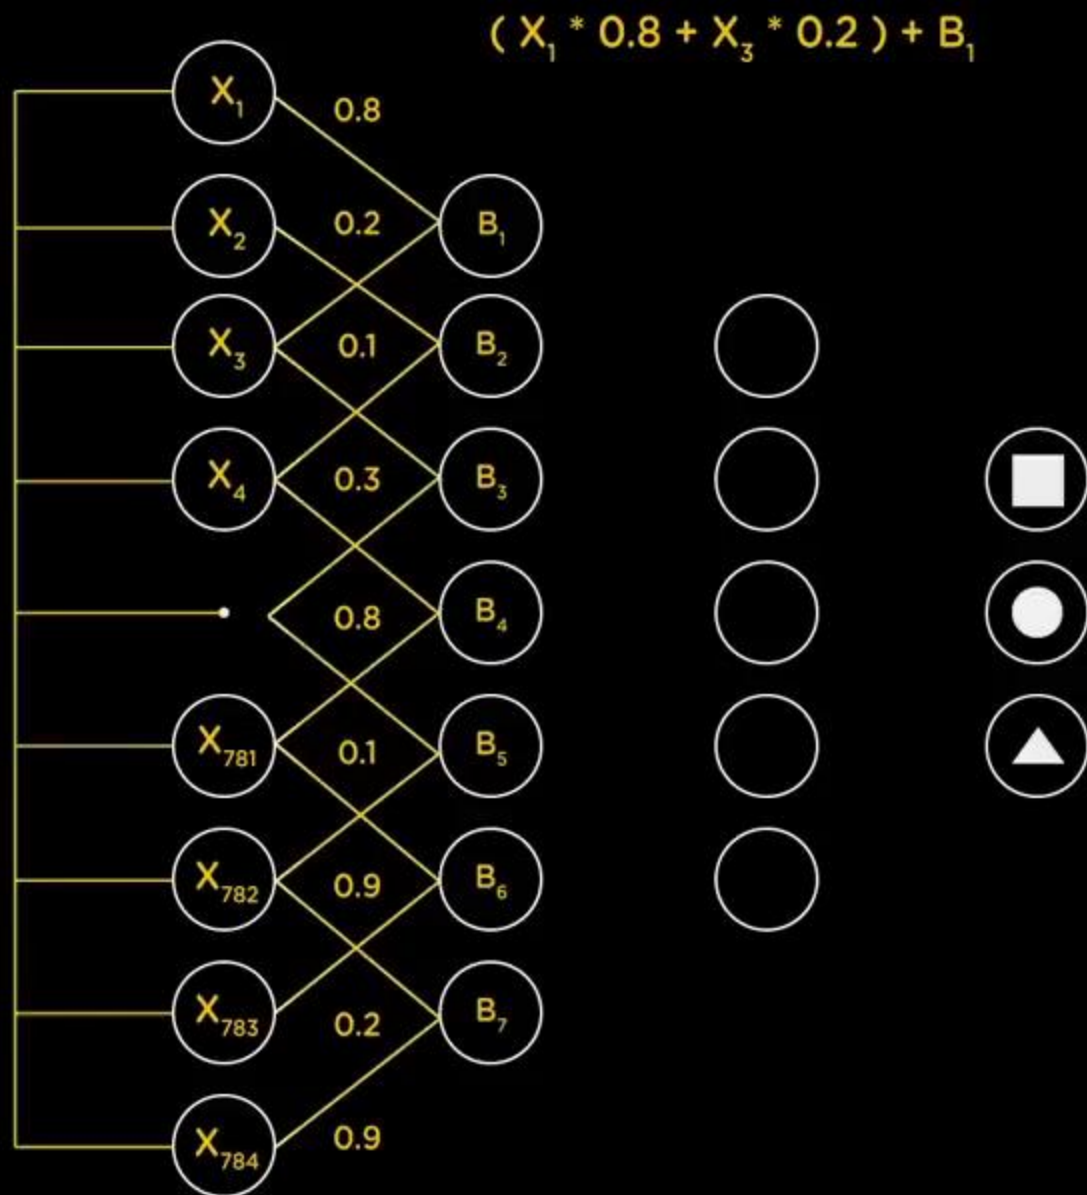 ( X₁ * 0.8 + X₃ * 0.2 ) + B₁
X₁
0.8
X₂
0.2
B₁
X₃
0.1
B₂
X₄
0.3
B₃
0.8
B₄
X₇₈₁
0.1
B₅
X₇₈₂
0.9
B₆
X₇₈₃
0.2
B₇
X₇₈₄
0.9